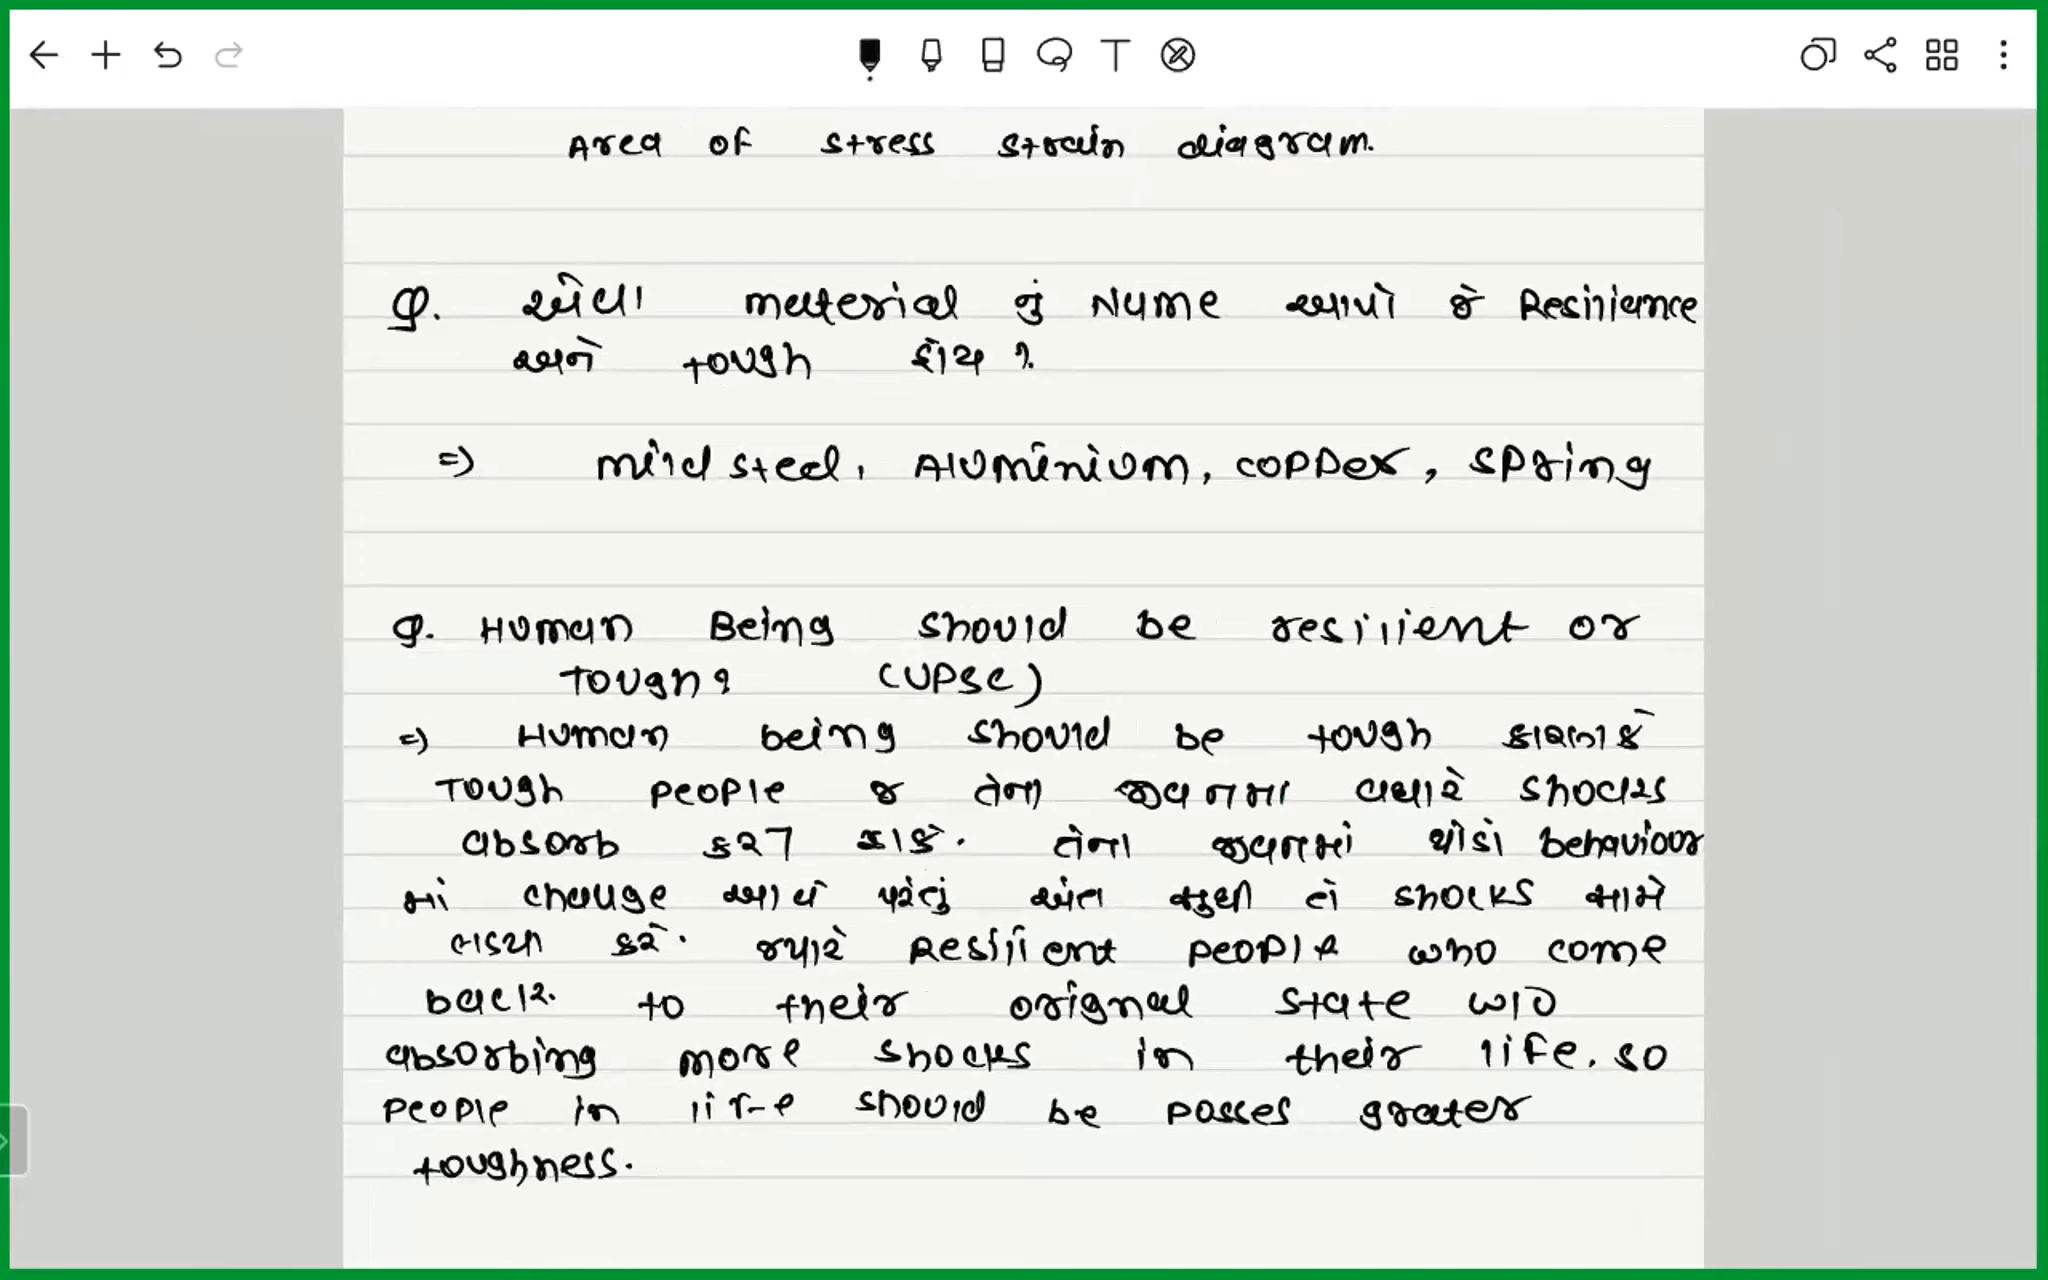 Area of stress strain diagram.
Q. એવા material નું Name આપો જે Resilience
અને tough હોય ?
=> mild steel, Aluminium, copper, spring
Q. Human Being should be resilient or
Tough? (UPSC)
=> Human being should be tough કારણકે
Tough people જ તેના જીવનમા વધારે shocks
absorb કરી શકે. તેના જીવનમાં થોડો behaviour
માં change આવે પરંતુ અંત સુધી તે shocks સામે
લડયા કરે. જ્યારે Resilient people who come
back to their orignal state w/o
absorbing more shocks in their life. so
people in life should be posses grater
toughness.